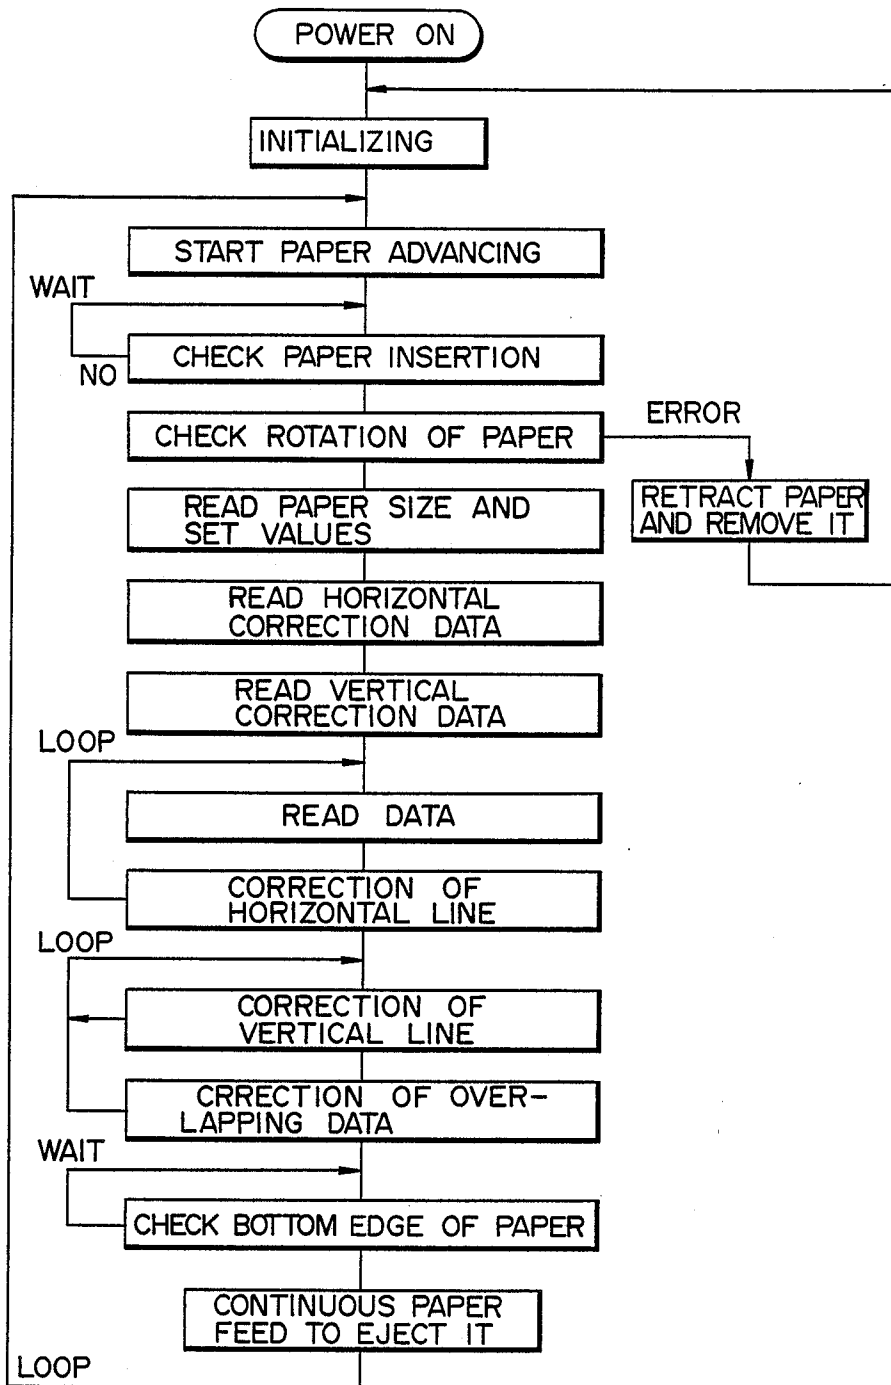 POWER ON
INITIALIZING
START PAPER ADVANCING
WAIT
CHECK PAPER INSERTION
NO
ERROR
CHECK ROTATION OF PAPER
RETRACT PAPER
AND REMOVE IT
READ PAPER SIZE AND
SET VALUES
READ HORIZONTAL
CORRECTION DATA
READ VERTICAL
CORRECTION DATA
LOOP
READ DATA
CORRECTION OF
HORIZONTAL LINE
LOOP
CORRECTION OF
VERTICAL LINE
CRRECTION OF OVER-
LAPPING DATA
WAIT
CHECK BOTTOM EDGE OF PAPER
CONTINUOUS PAPER
FEED TO EJECT IT
LOOP